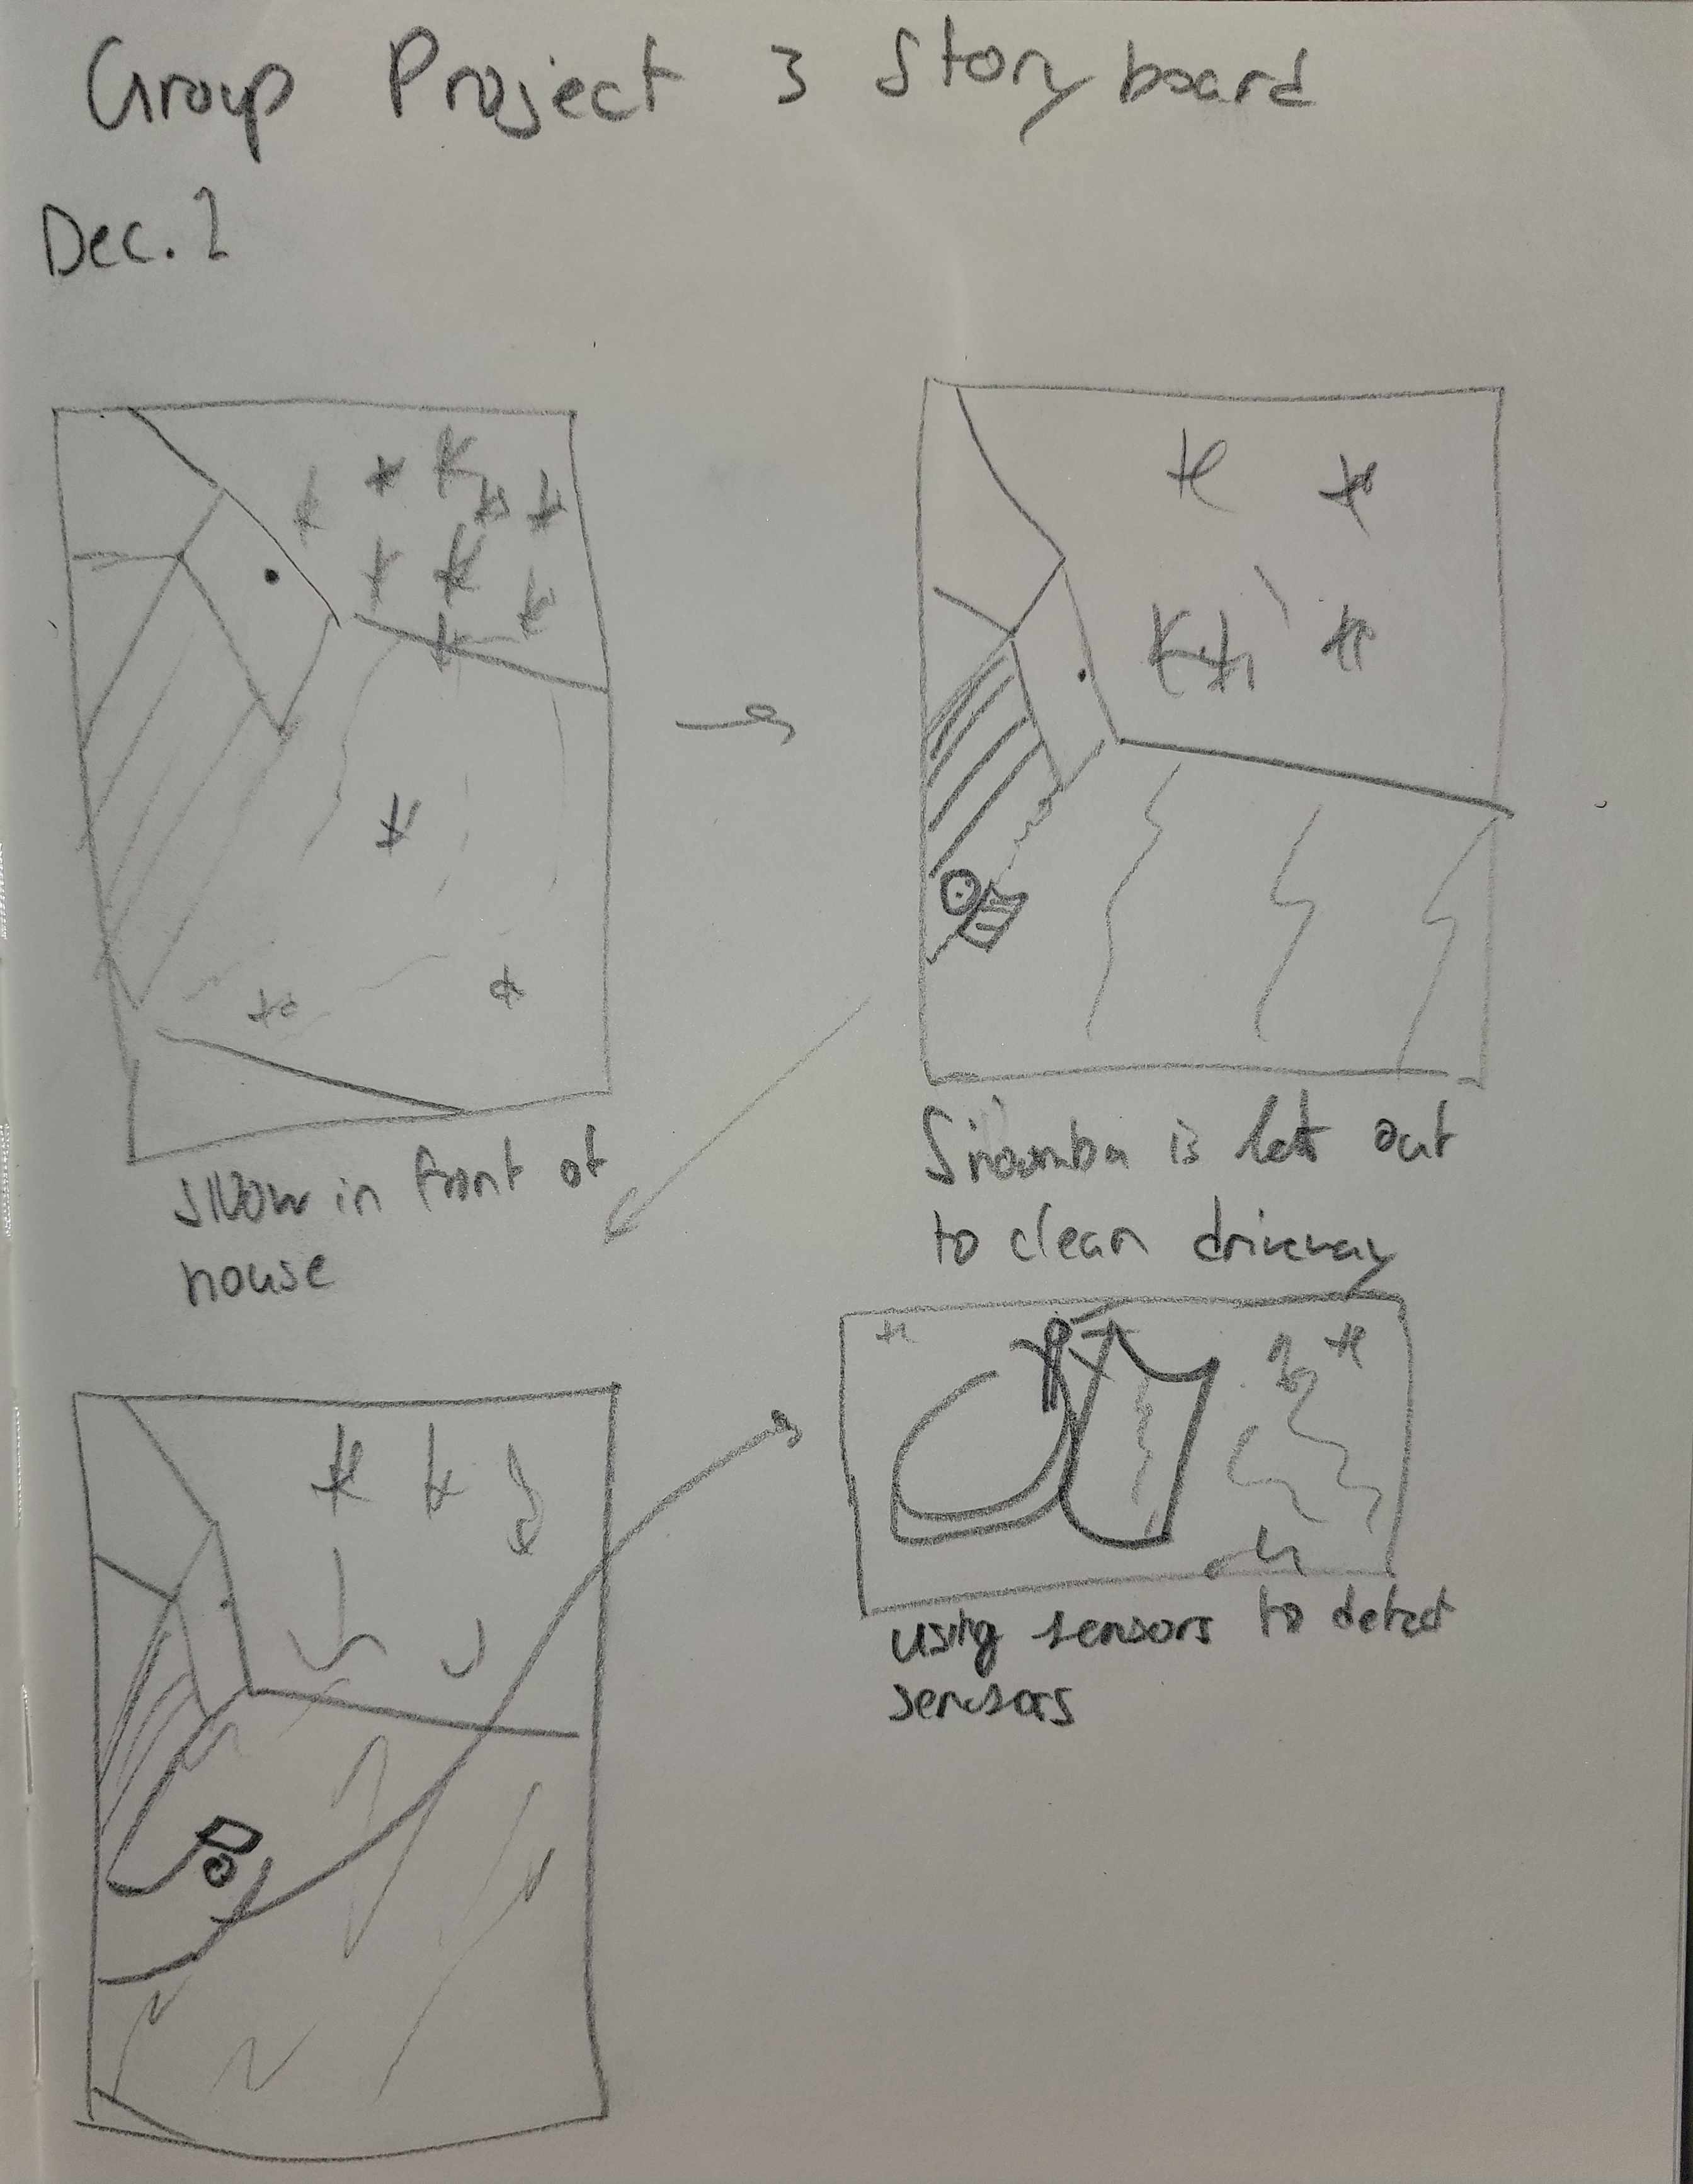 Group Project 3 Storyboard
Dec. 2
snow in front of
house
Snoomba is let out
to clean driveway
using sensors to detect
sensors